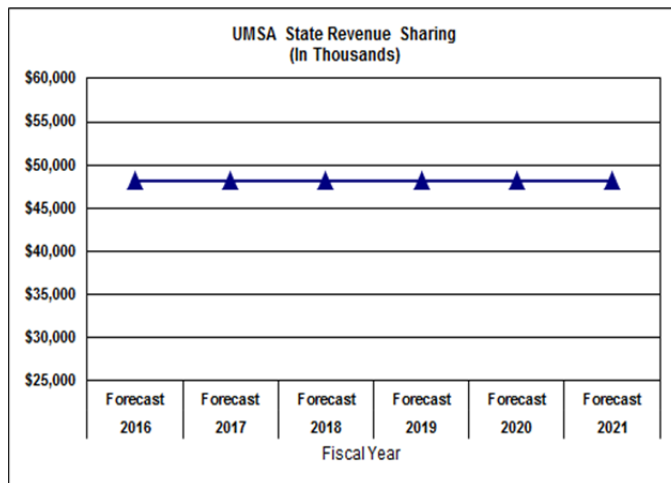 UMSA State Revenue Sharing
(In Thousands)
$60,000
$55,000
$50,000
$45,000
$40,000
$35,000
$30,000
$25,000
Forecast Forecast Forecast Forecast Forecast Forecast
2016 2017 2018 2019 2020 2021
Fiscal Year